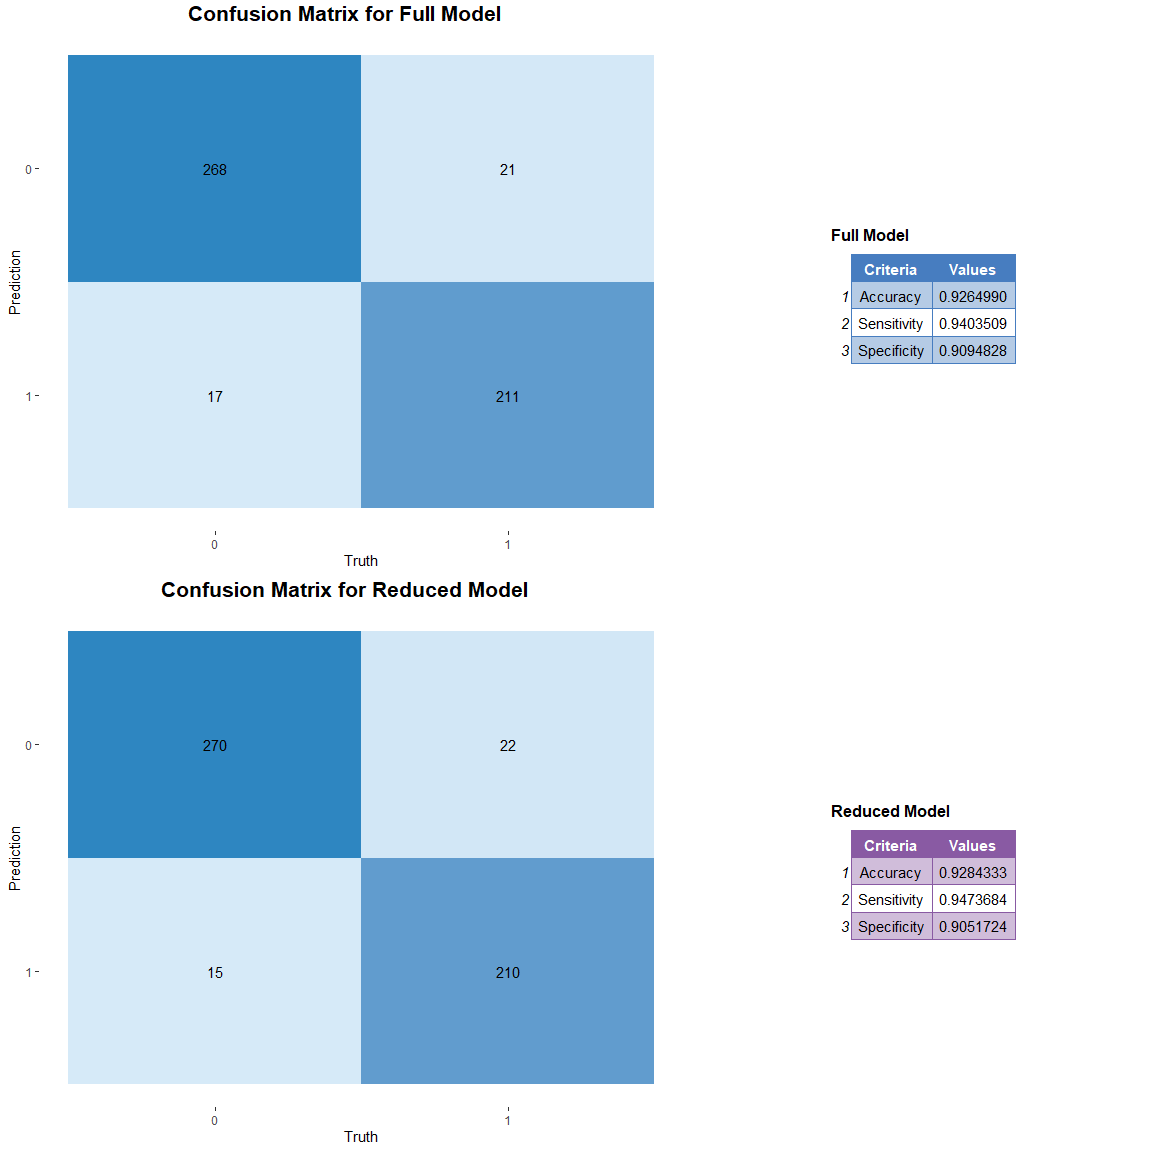 Confusion Matrix for Full Model
0
268
21
Prediction
1
17
211
0
1
Truth
Full Model
Criteria Values
1 Accuracy 0.9264990
2 Sensitivity 0.9403509
3 Specificity 0.9094828
Confusion Matrix for Reduced Model
0
270
22
Prediction
1
15
210
0
1
Truth
Reduced Model
Criteria Values
1 Accuracy 0.9284333
2 Sensitivity 0.9473684
3 Specificity 0.9051724